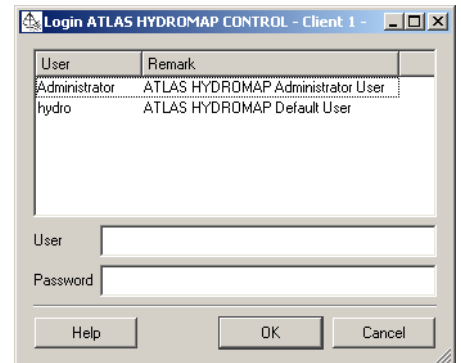 Login ATLAS HYDROMAP CONTROL - Client 1 -
User Remark
Administrator ATLAS HYDROMAP Administrator User
hydro ATLAS HYDROMAP Default User
User
Password
Help OK Cancel